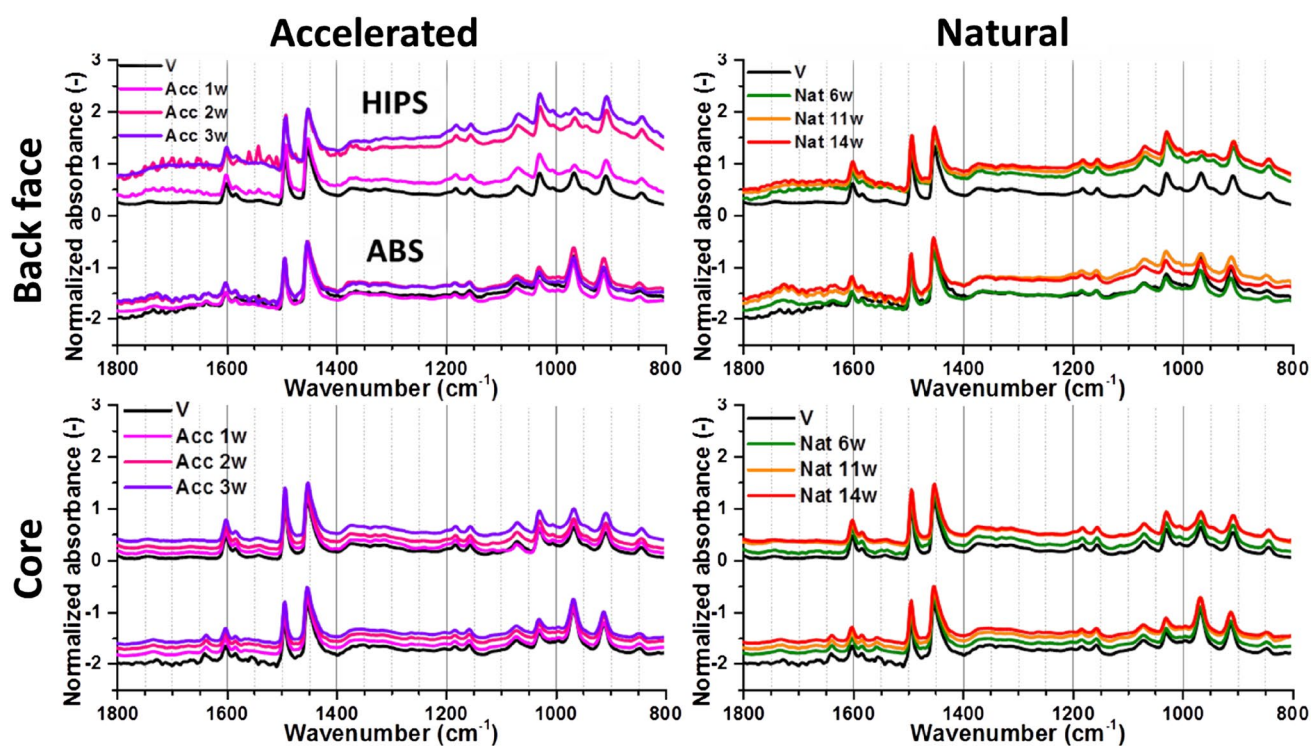 Accelerated
Natural
Back face
Normalized absorbance (-)
3
2
1
0
-1
-2
V
Acc 1w
Acc 2w
Acc 3w
HIPS
ABS
1800 1600 1400 1200 1000 800
Wavenumber (cm-1)
Normalized absorbance (-)
3
2
1
0
-1
-2
V
Nat 6w
Nat 11w
Nat 14w
1800 1600 1400 1200 1000 800
Wavenumber (cm-1)
Core
Normalized absorbance (-)
3
2
1
0
-1
-2
V
Acc 1w
Acc 2w
Acc 3w
1800 1600 1400 1200 1000 800
Wavenumber (cm-1)
Normalized absorbance (-)
3
2
1
0
-1
-2
V
Nat 6w
Nat 11w
Nat 14w
1800 1600 1400 1200 1000 800
Wavenumber (cm-1)